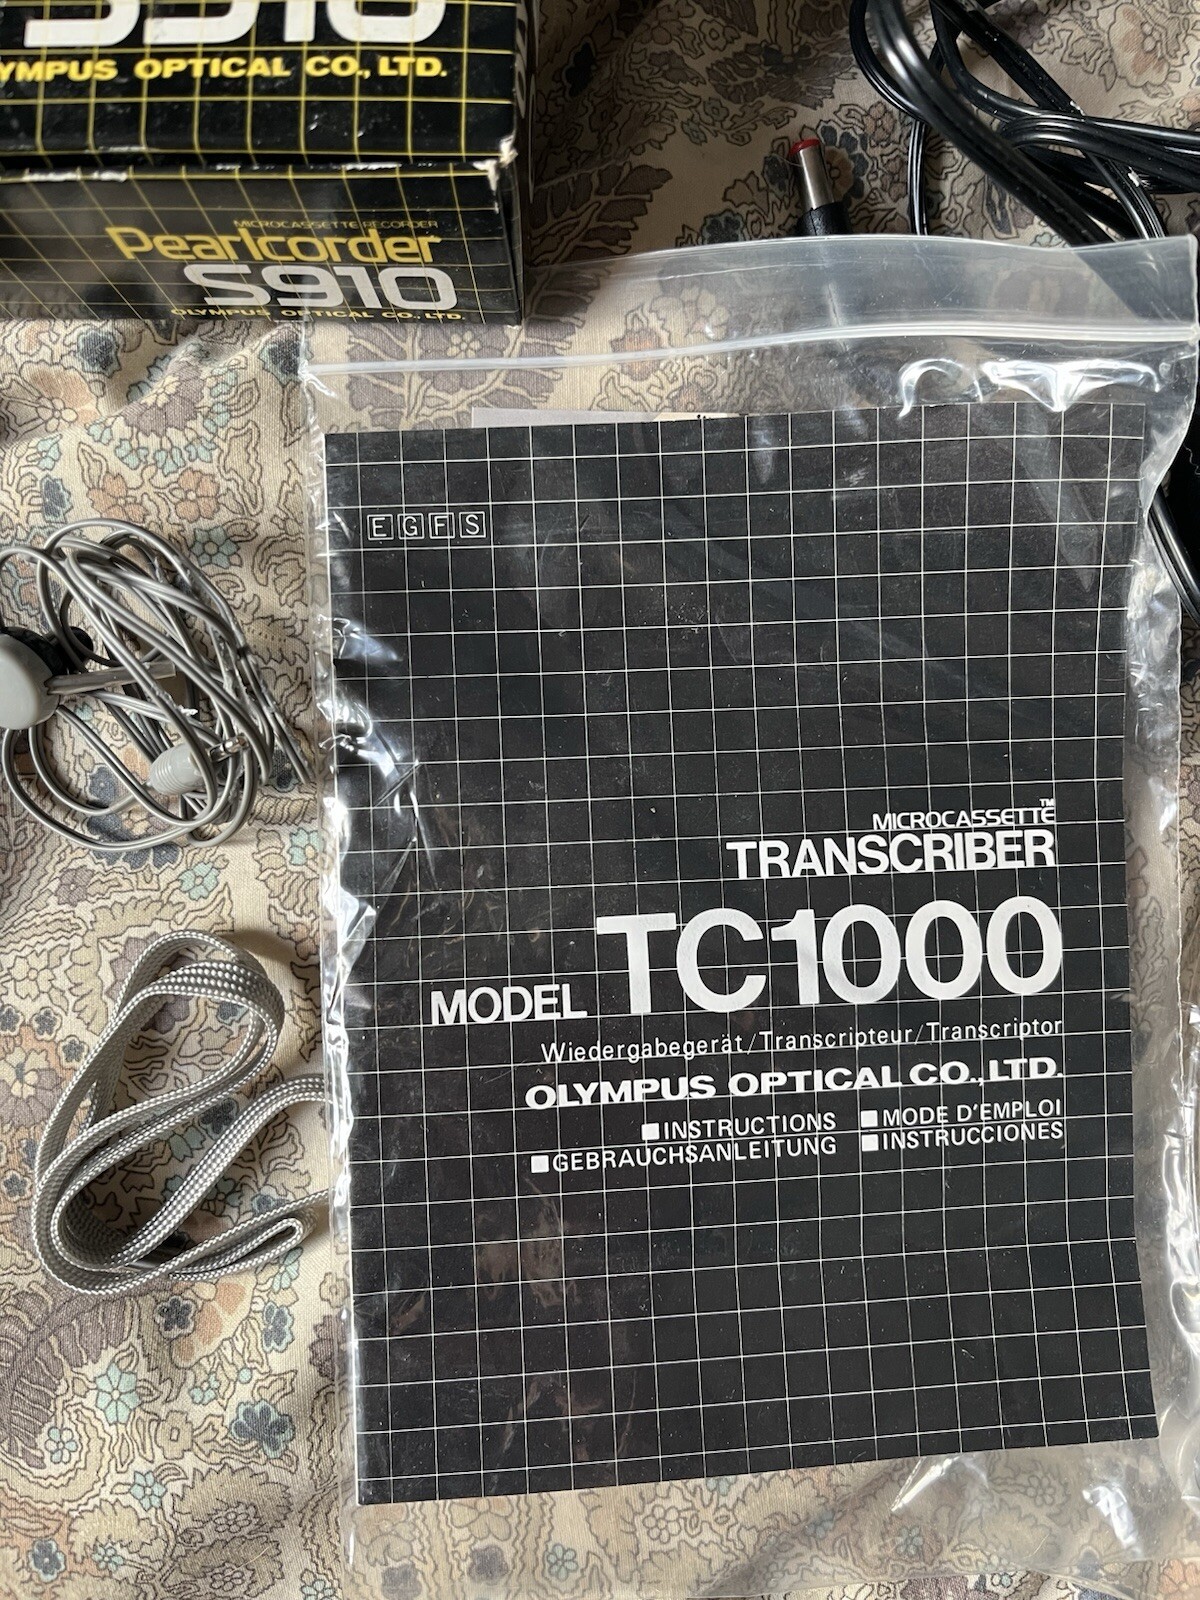 S910
OLYMPUS OPTICAL CO., LTD.
MICROCASSETTE RECORDER
Pearlcorder
S910
OLYMPUS OPTICAL CO., LTD.
E G F S
MICROCASSETTE™
TRANSCRIBER
MODEL TC1000
Wiedergabegerät/Transcripteur/Transcriptor
OLYMPUS OPTICAL CO., LTD.
■INSTRUCTIONS ■MODE D'EMPLOI
■GEBRAUCHSANLEITUNG ■INSTRUCCIONES